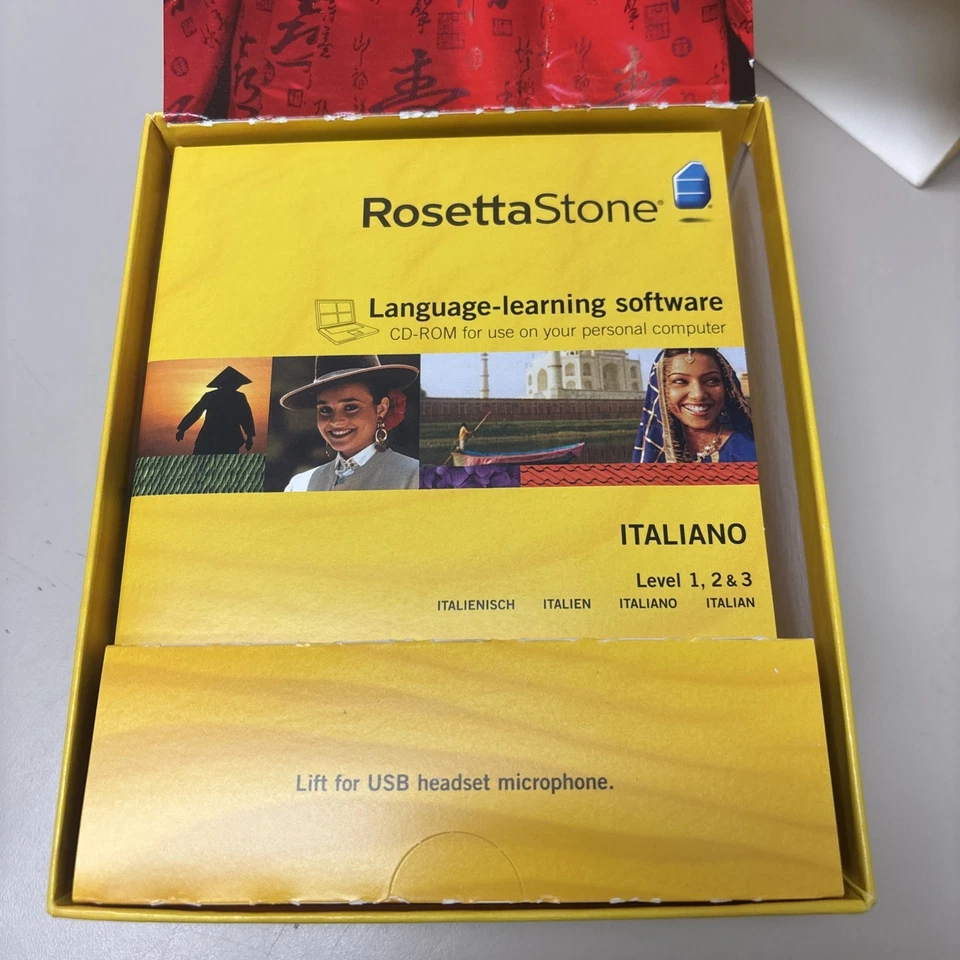 RosettaStone®
Language-learning software
CD-ROM for use on your personal computer
ITALIANO
Level 1, 2 & 3
ITALIENISCH ITALIEN ITALIANO ITALIAN
Lift for USB headset microphone.